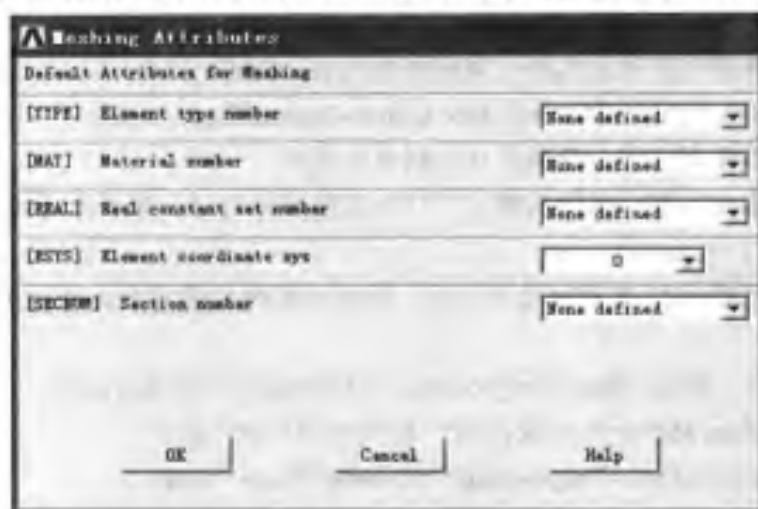 Meshing Attributes
Default Attributes for Meshing
[TYPE] Element type number None defined
[MAT] Material number None defined
[REAL] Real constant set number None defined
[ESYS] Element coordinate sys 0
[SECNUM] Section number None defined
OK Cancel Help